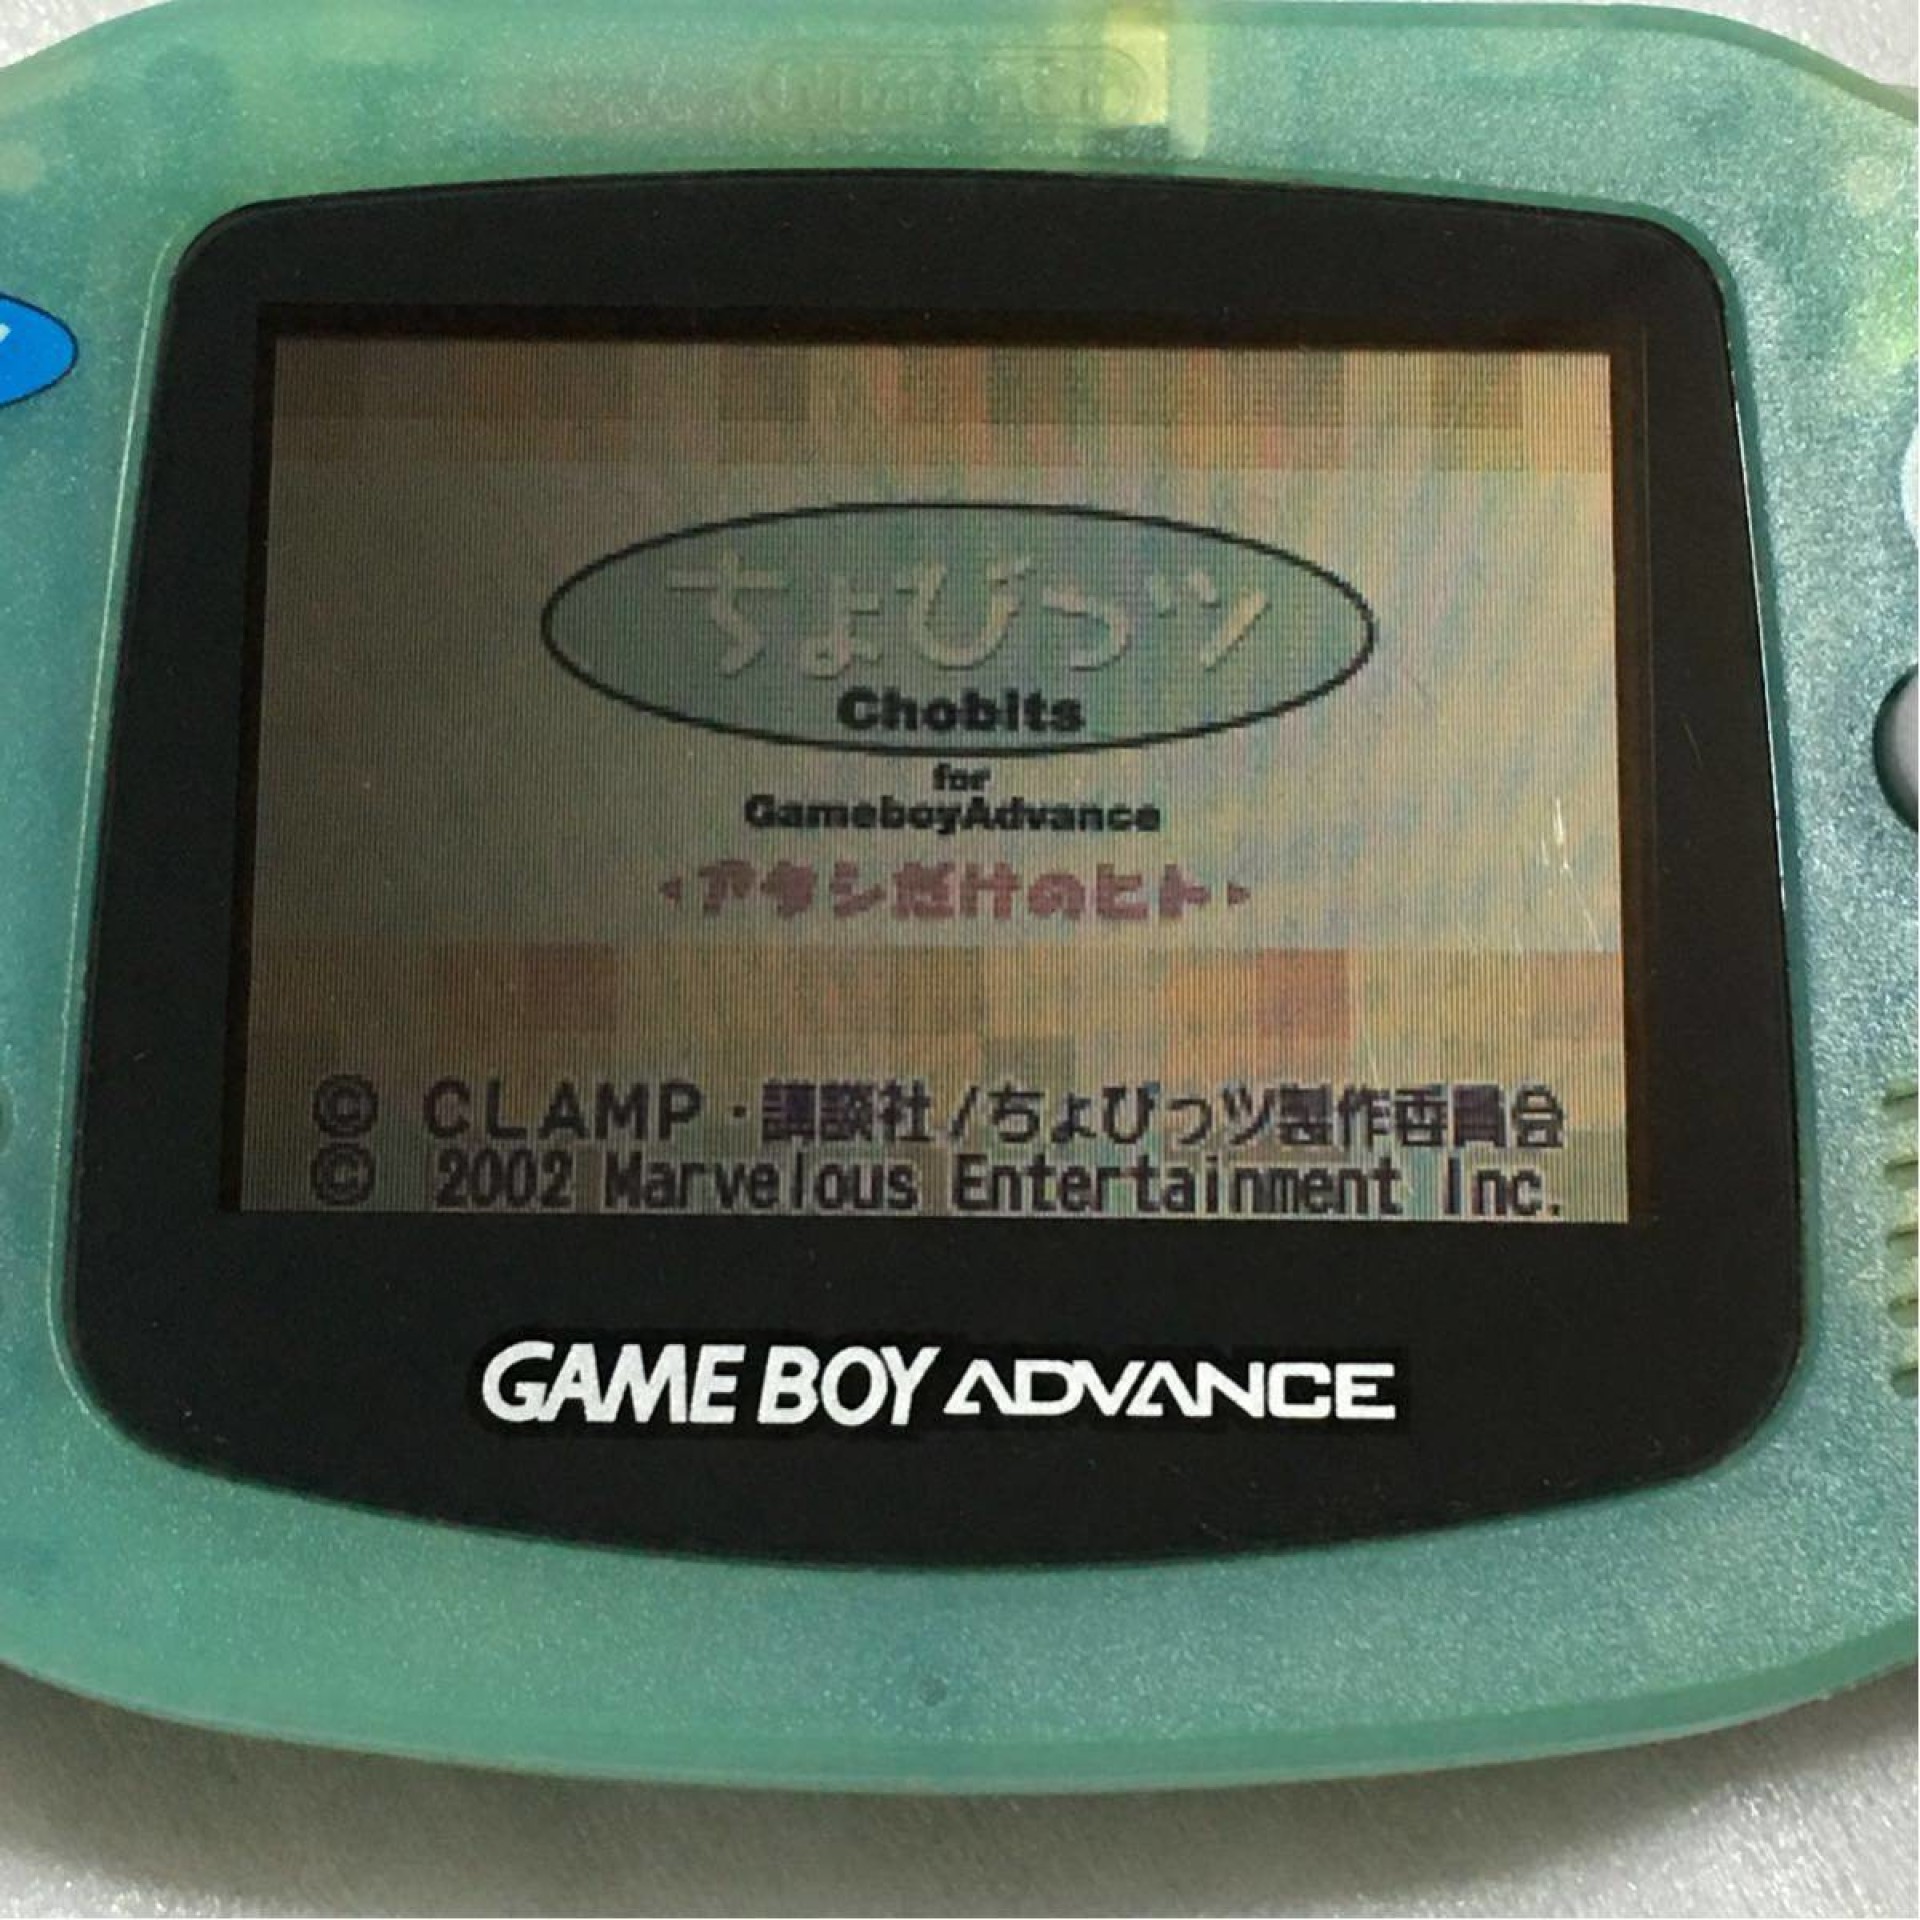 Nintendo
ちょびっツ
Chobits
for
GameboyAdvance
アタシだけのヒト
© CLAMP・講談社/ちょびっツ製作委員会
© 2002 Marvelous Entertainment Inc.
GAME BOY ADVANCE